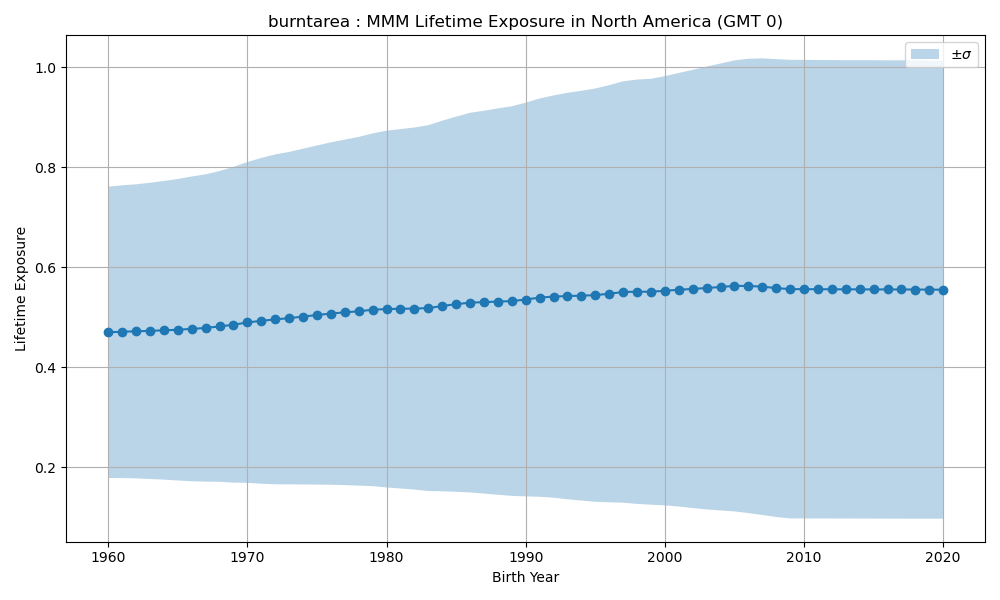 burntarea : MMM Lifetime Exposure in North America (GMT 0)
±σ
Lifetime Exposure
1.0
0.8
0.6
0.4
0.2
1960 1970 1980 1990 2000 2010 2020
Birth Year